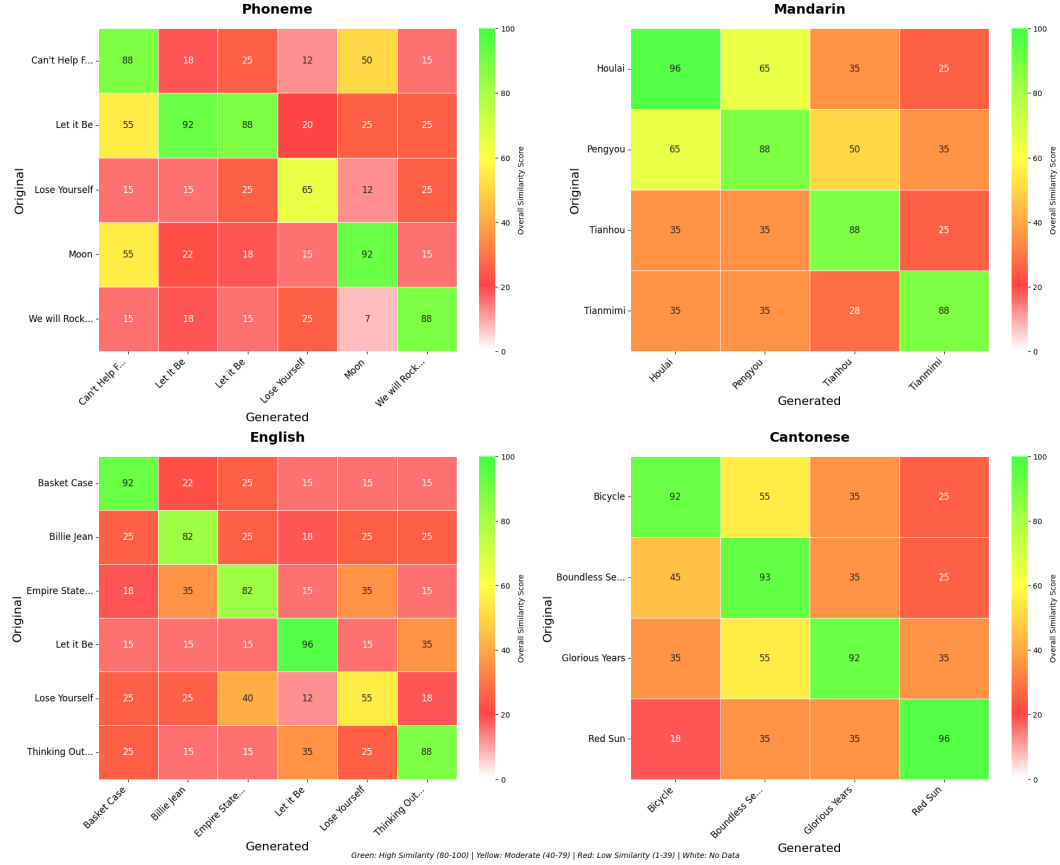 Phoneme
Original
Can't Help F... 88 18 25 12 50 15
Let it Be 55 92 88 20 25 25
Lose Yourself 15 15 25 65 12 25
Moon 55 22 18 15 92 15
We will Rock... 15 18 15 25 7 88
Can't Help F... Let It Be Let it Be Lose Yourself Moon We will Rock...
Generated
100
80
60
40
20
0
Overall Similarity Score
Mandarin
Original
Houlai 96 65 35 25
Pengyou 65 88 50 35
Tianhou 35 35 88 25
Tianmimi 35 35 28 88
Houlai Pengyou Tianhou Tianmimi
Generated
100
80
60
40
20
0
Overall Similarity Score
English
Original
Basket Case 92 22 25 15 15 15
Billie Jean 25 82 25 18 25 25
Empire State... 18 35 82 15 35 15
Let it Be 15 15 15 96 15 35
Lose Yourself 25 25 40 12 55 18
Thinking Out... 25 15 15 35 25 88
Basket Case Billie Jean Empire State... Let it Be Lose Yourself Thinking Out...
Generated
100
80
60
40
20
0
Overall Similarity Score
Cantonese
Original
Bicycle 92 55 35 25
Boundless Se... 45 93 35 25
Glorious Years 35 55 92 35
Red Sun 18 35 35 96
Bicycle Boundless Se... Glorious Years Red Sun
Generated
100
80
60
40
20
0
Overall Similarity Score
Green: High Similarity (80-100) | Yellow: Moderate (40-79) | Red: Low Similarity (1-39) | White: No Data